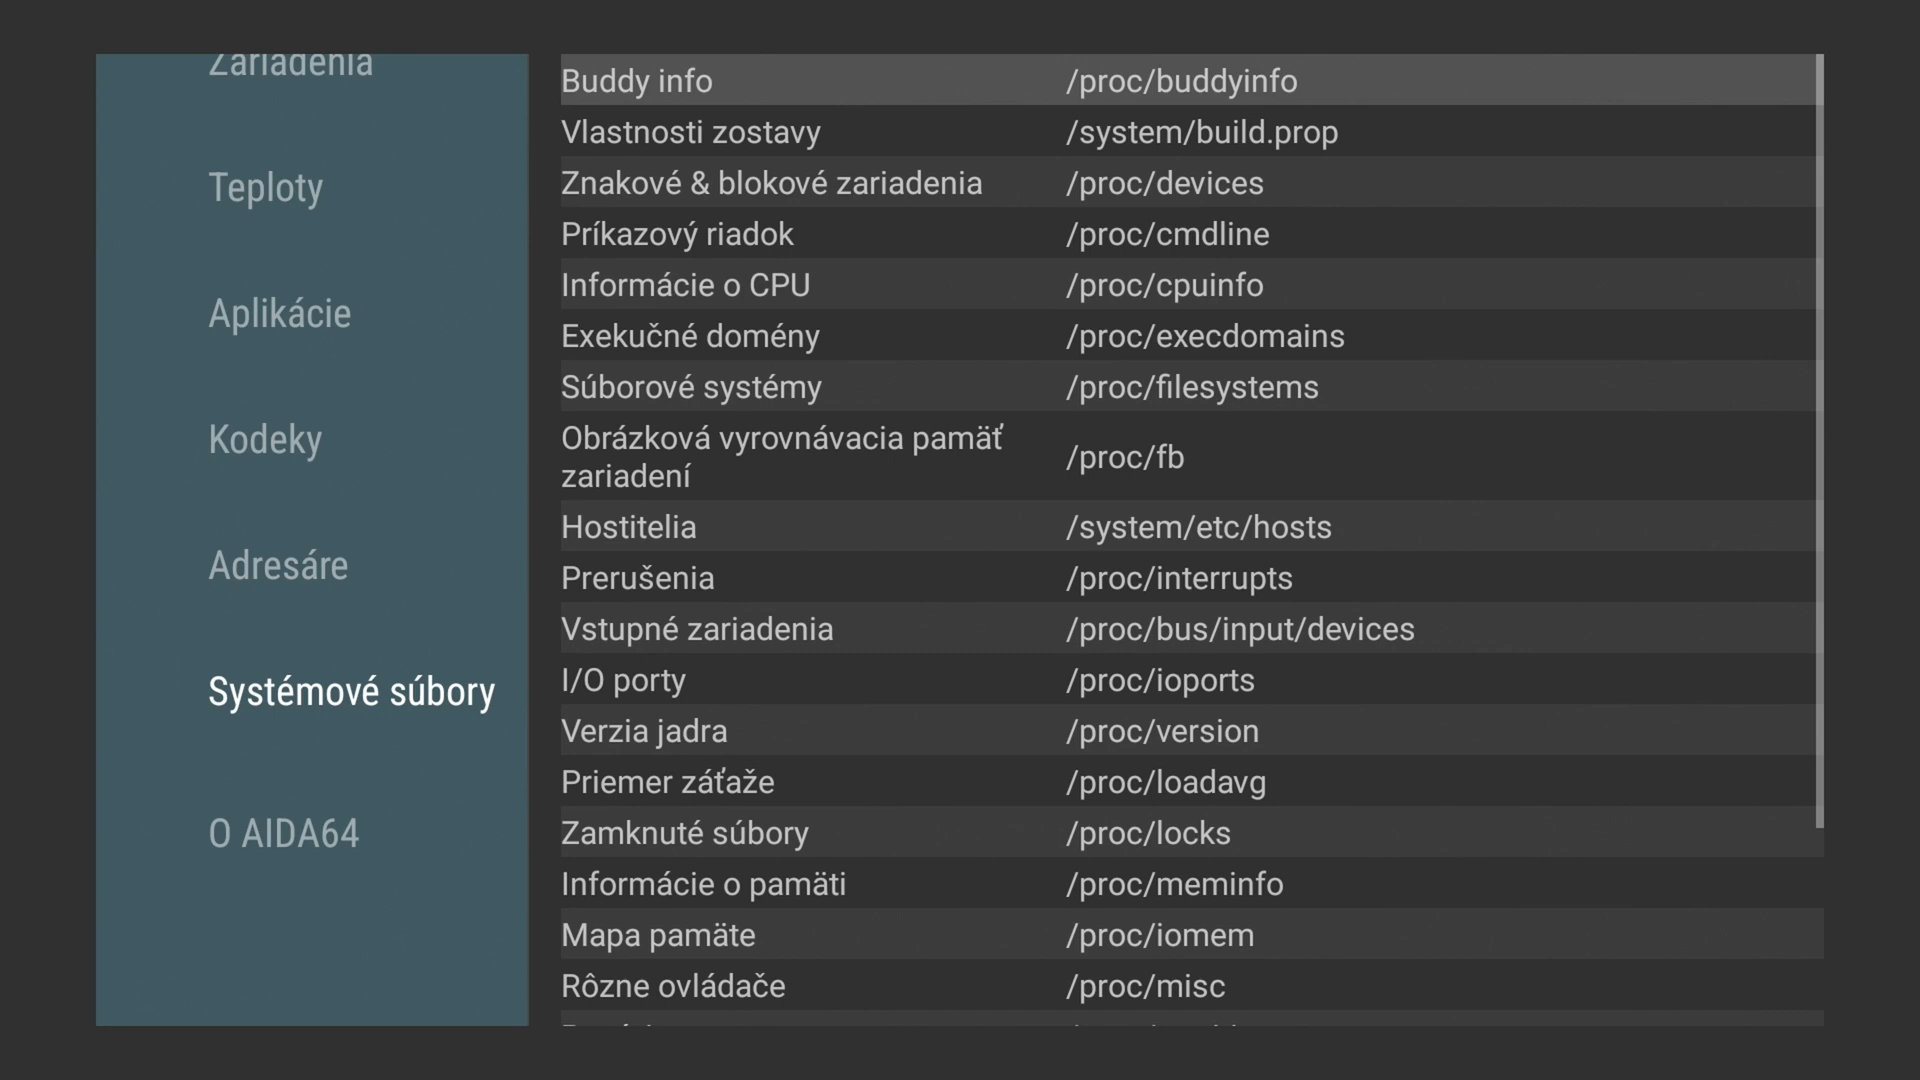 Zariadenia
Teploty
Aplikácie
Kodeky
Adresáre
Systémové súbory
O AIDA64
Buddy info /proc/buddyinfo
Vlastnosti zostavy /system/build.prop
Znakové & blokové zariadenia /proc/devices
Príkazový riadok /proc/cmdline
Informácie o CPU /proc/cpuinfo
Exekučné domény /proc/execdomains
Súborové systémy /proc/filesystems
Obrázková vyrovnávacia pamäť
zariadení /proc/fb
Hostitelia /system/etc/hosts
Prerušenia /proc/interrupts
Vstupné zariadenia /proc/bus/input/devices
I/O porty /proc/ioports
Verzia jadra /proc/version
Priemer záťaže /proc/loadavg
Zamknuté súbory /proc/locks
Informácie o pamäti /proc/meminfo
Mapa pamäte /proc/iomem
Rôzne ovládače /proc/misc